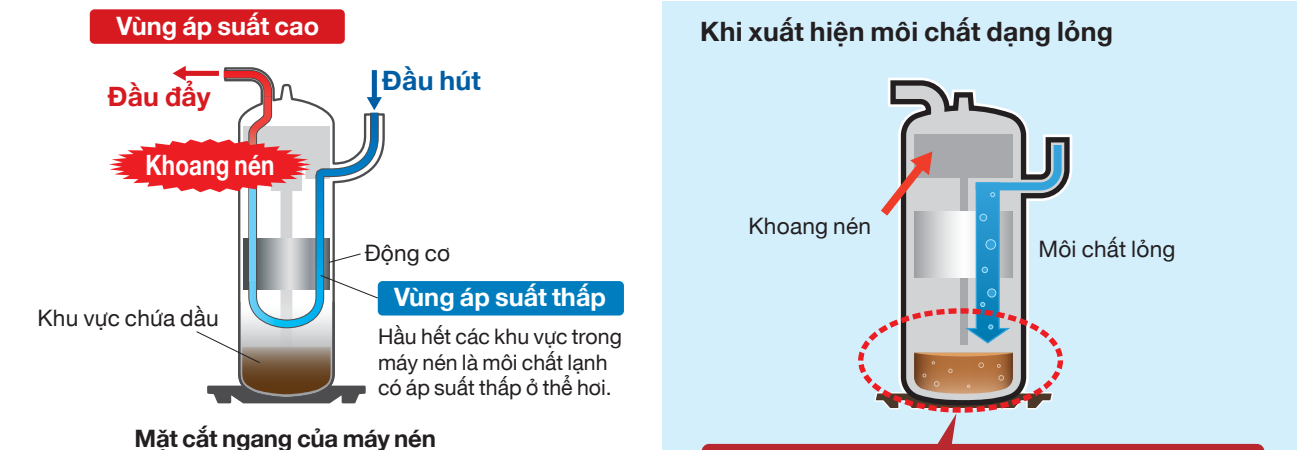 Vùng áp suất cao
Đầu đẩy
Đầu hút
Khoang nén
Động cơ
Vùng áp suất thấp
Khu vực chứa dầu
Hầu hết các khu vực trong
máy nén là môi chất lạnh
có áp suất thấp ở thể hơi.
Mặt cắt ngang của máy nén
Khi xuất hiện môi chất dạng lỏng
Khoang nén
Môi chất lỏng